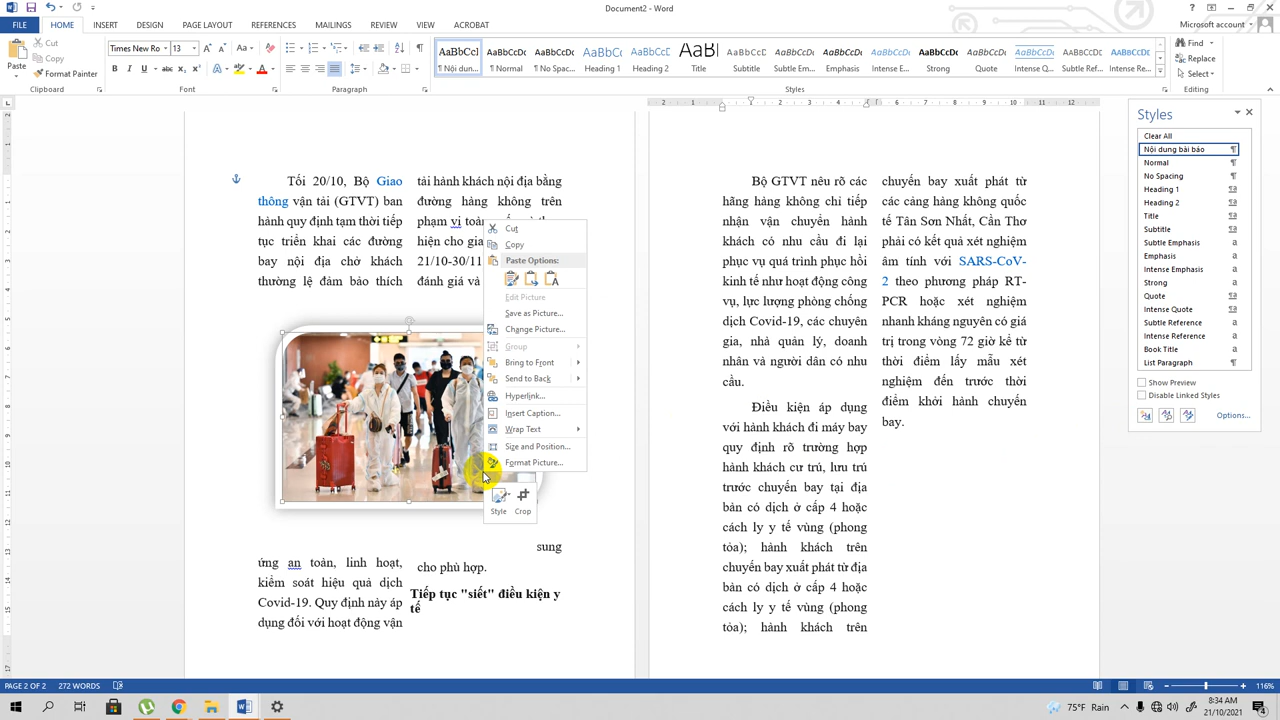 Document2 - Word
FILE HOME INSERT DESIGN PAGE LAYOUT REFERENCES MAILINGS REVIEW VIEW ACROBAT
Microsoft account
Paste
Cut
Copy
Format Painter
Clipboard
Times New Ro 13
Font
Paragraph
AaBbCcI AaBbCcDc AaBbCcDc AaBbCc AaBbCcD AaBl AaBbCcD AaBbCcDc AaBbCcDc AaBbCcDc AaBbCcDc AaBbCcDc AaBbCcDc AaBbCcDc AaBbCcDc
¶ Nội dun... ¶ Normal ¶ No Spac... Heading 1 Heading 2 Title Subtitle Subtle Em... Emphasis Intense E... Strong Quote Intense Q... Subtle Ref... Intense Re...
Styles
Find
Replace
Select
Editing
Tối 20/10, Bộ Giao
thông vận tải (GTVT) ban
hành quy định tạm thời tiếp
tục triển khai các đường
bay nội địa chở khách
thường lệ đảm bảo thích
tải hành khách nội địa bằng
đường hàng không trên
phạm vi toàn
hiện cho gia
21/10-30/11
đánh giá và
Cut
Copy
Paste Options:
Edit Picture
Save as Picture...
Change Picture...
Group
Bring to Front
Send to Back
Hyperlink...
Insert Caption...
Wrap Text
Size and Position...
Format Picture...
Style Crop
ứng an toàn, linh hoạt,
kiểm soát hiệu quả dịch
Covid-19. Quy định này áp
dụng đối với hoạt động vận
sung
cho phù hợp.
Tiếp tục "siết" điều kiện y
tế
Bộ GTVT nêu rõ các
hãng hàng không chỉ tiếp
nhận vận chuyển hành
khách có nhu cầu đi lại
phục vụ quá trình phục hồi
kinh tế như hoạt động công
vụ, lực lượng phòng chống
dịch Covid-19, các chuyên
gia, nhà quản lý, doanh
nhân và người dân có nhu
cầu.
Điều kiện áp dụng
với hành khách đi máy bay
quy định rõ trường hợp
hành khách cư trú, lưu trú
trước chuyến bay tại địa
bàn có dịch ở cấp 4 hoặc
cách ly y tế vùng (phong
tỏa); hành khách trên
chuyến bay xuất phát từ địa
bàn có dịch ở cấp 4 hoặc
cách ly y tế vùng (phong
tỏa); hành khách trên
chuyến bay xuất phát từ
các cảng hàng không quốc
tế Tân Sơn Nhất, Cần Thơ
phải có kết quả xét nghiệm
âm tính với SARS-CoV-
2 theo phương pháp RT-
PCR hoặc xét nghiệm
nhanh kháng nguyên có giá
trị trong vòng 72 giờ kể từ
thời điểm lấy mẫu xét
nghiệm đến trước thời
điểm khởi hành chuyến
bay.
Styles
Clear All
Nội dung bài báo
Normal
No Spacing
Heading 1
Heading 2
Title
Subtitle
Subtle Emphasis
Emphasis
Intense Emphasis
Strong
Quote
Intense Quote
Subtle Reference
Intense Reference
Book Title
List Paragraph
Show Preview
Disable Linked Styles
Options...
PAGE 2 OF 2 272 WORDS
116%
75°F Rain
8:34 AM
21/10/2021